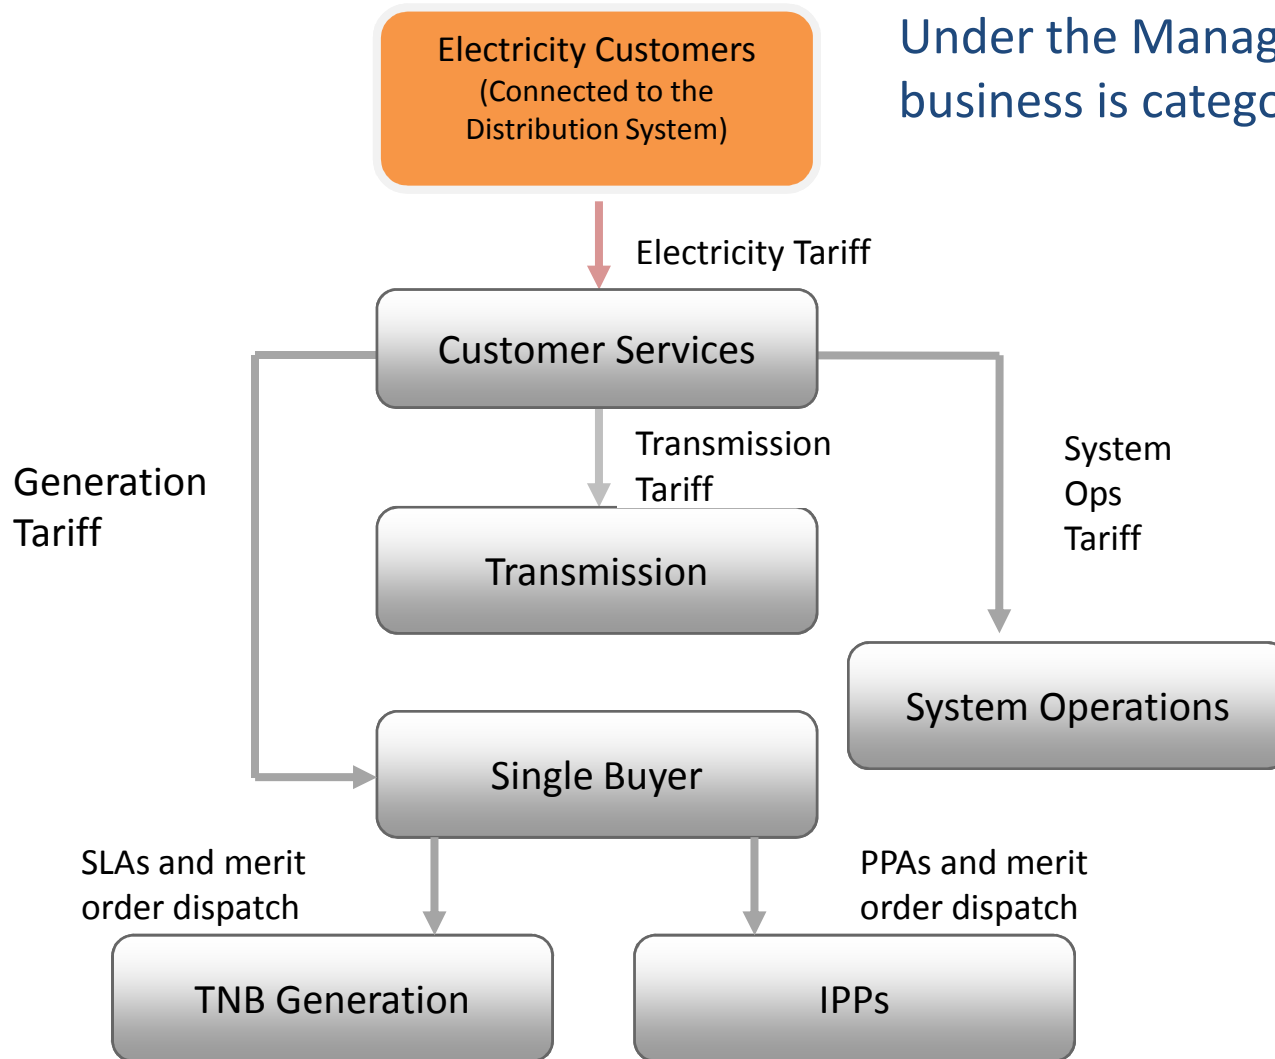 Electricity Customers
(Connected to the
Distribution System)
Under the Manag
business is catego
Electricity Tariff
Customer Services
Generation
Tariff
Transmission
Tariff
System
Ops
Tariff
Transmission
System Operations
Single Buyer
SLAs and merit
order dispatch
PPAs and merit
order dispatch
TNB Generation
IPPs